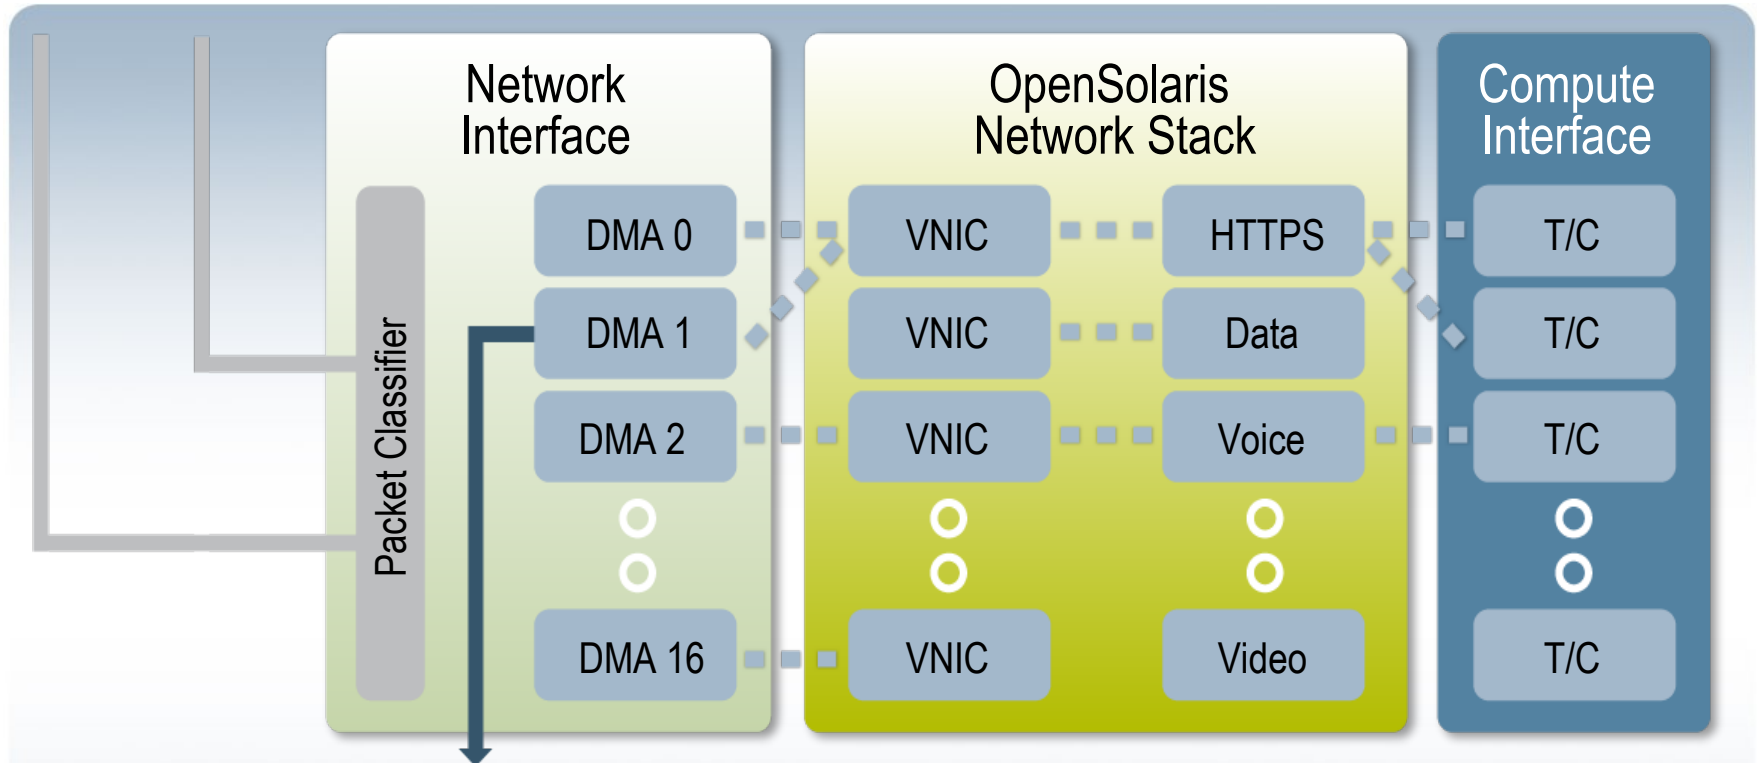 Network
Interface
OpenSolaris
Network Stack
Compute
Interface
Packet Classifier
DMA 0
VNIC
HTTPS
T/C
DMA 1
VNIC
Data
T/C
DMA 2
VNIC
Voice
T/C
DMA 16
VNIC
Video
T/C